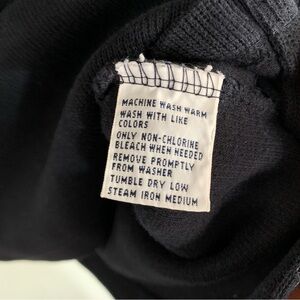 MACHINE WASH WARM
WASH WITH LIKE
COLORS
ONLY NON-CHLORINE
BLEACH WHEN NEEDED
REMOVE PROMPTLY
FROM WASHER
TUMBLE DRY LOW
STEAM IRON MEDIUM